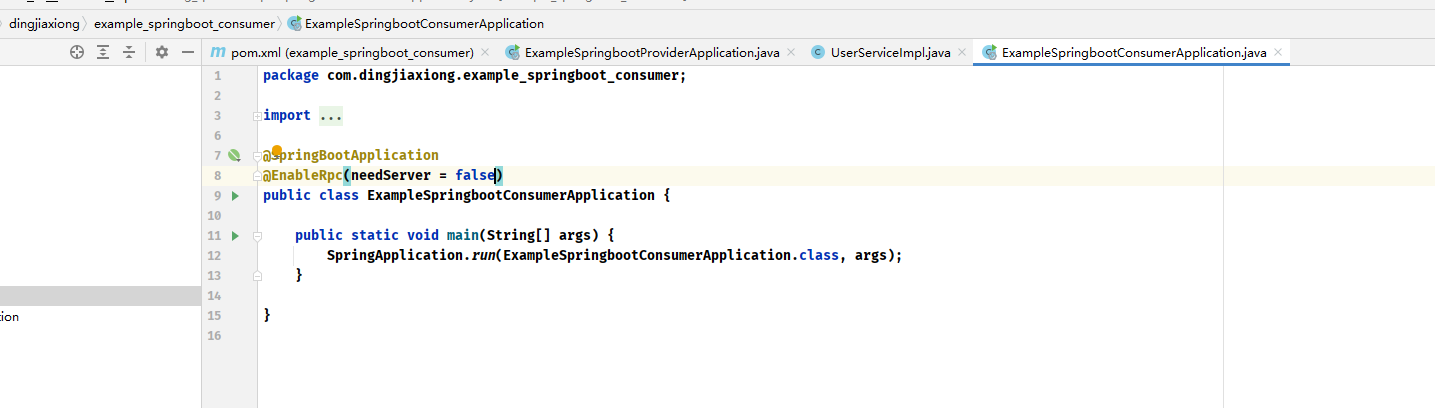 dingjiaxiong 〉 example_springboot_consumer 〉 ExampleSpringbootConsumerApplication
pom.xml (example_springboot_consumer) ExampleSpringbootProviderApplication.java UserServiceImpl.java ExampleSpringbootConsumerApplication.java
1 package com.dingjiaxiong.example_springboot_consumer;
2
3 import ...
6
7 @SpringBootApplication
8 @EnableRpc(needServer = false)
9 public class ExampleSpringbootConsumerApplication {
10
11 public static void main(String[] args) {
12 SpringApplication.run(ExampleSpringbootConsumerApplication.class, args);
13 }
14
15 }
16
tion